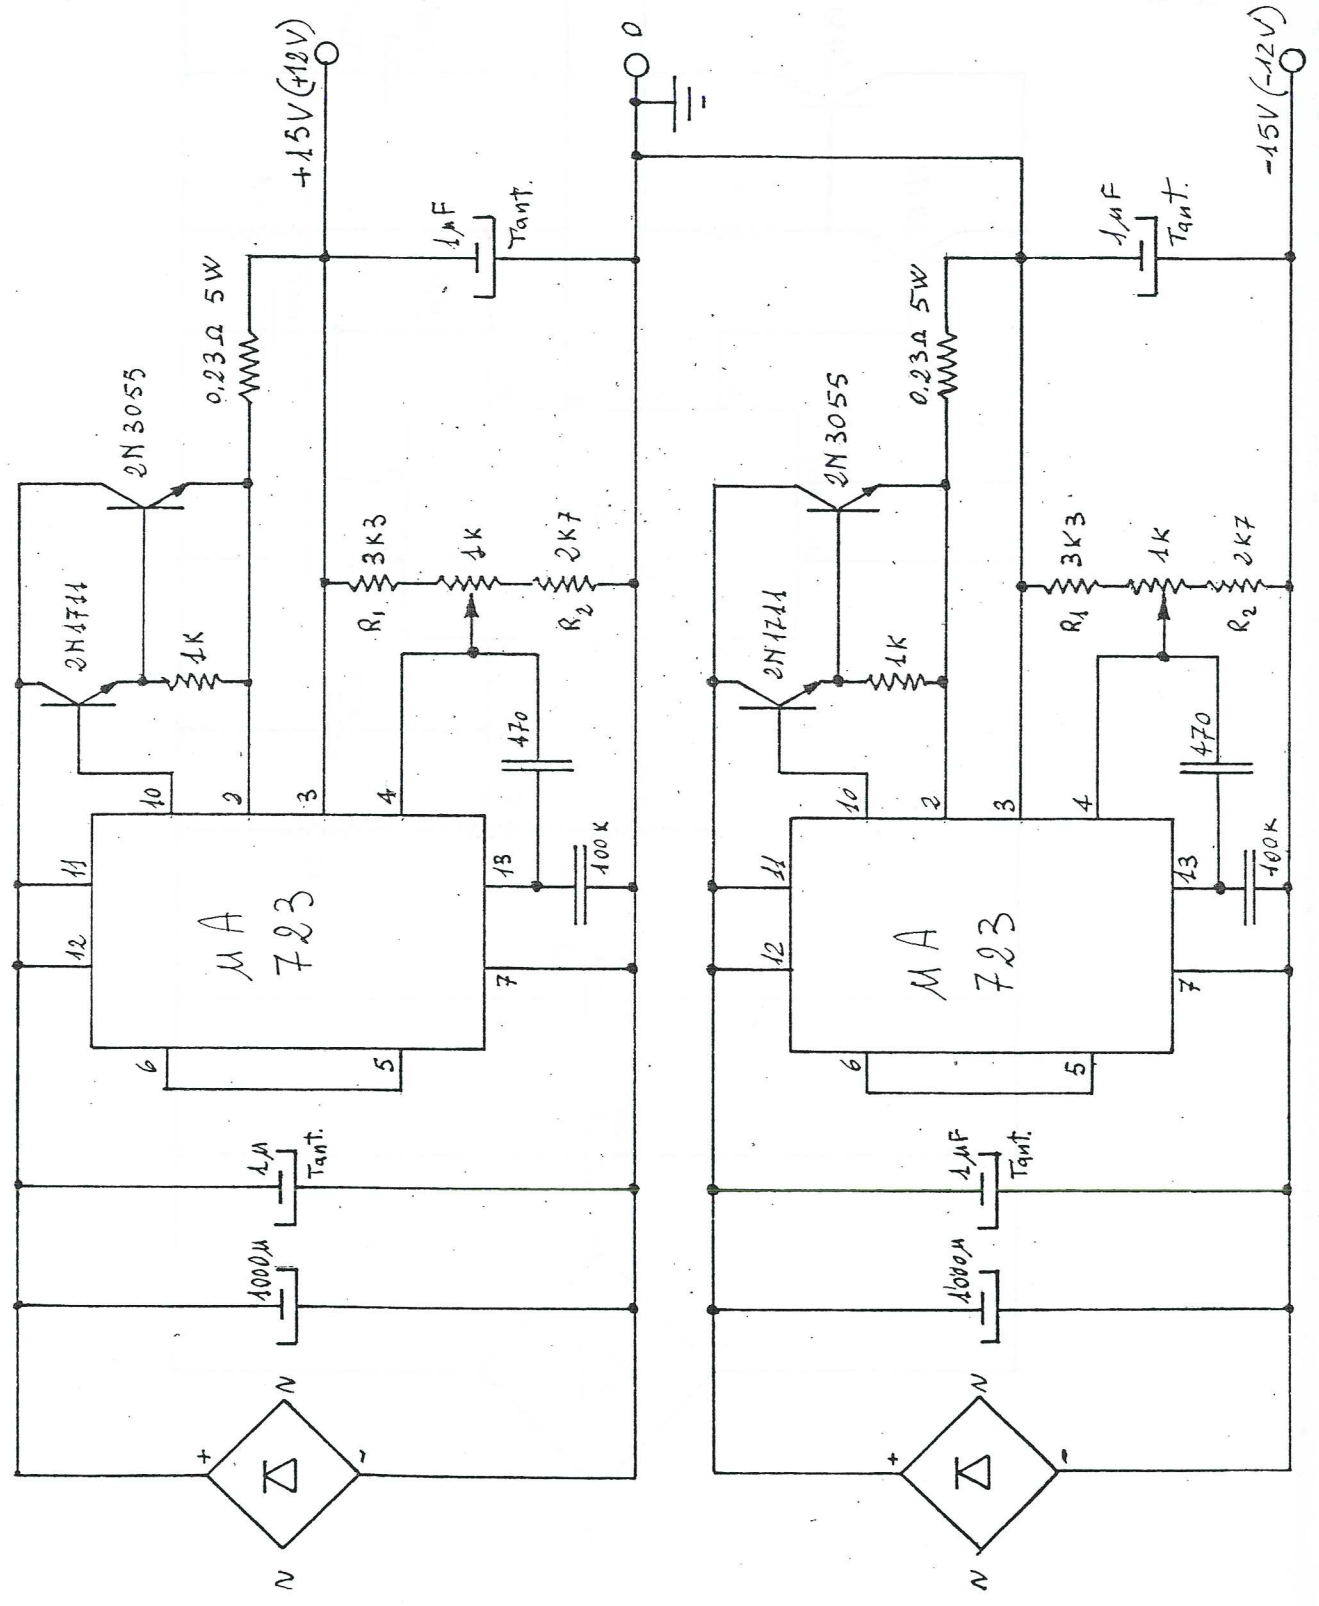 +15V (+12V)
0
-15V (-12V)
1µF
Tant.
0.23Ω 5W
2N3055
2N1711
1K
R1 3K3
1K
R2 2K7
470
100K
10
2
3
4
11
12
13
7
6
5
µA
723
1µ
Tant.
1000µ
+
-
~
~
1µF
Tant.
0.23Ω 5W
2N3055
2N1711
1K
R1 3K3
1K
R2 2K7
470
100K
10
2
3
4
11
12
13
7
6
5
µA
723
1µF
Tant.
1000µ
+
-
~
~